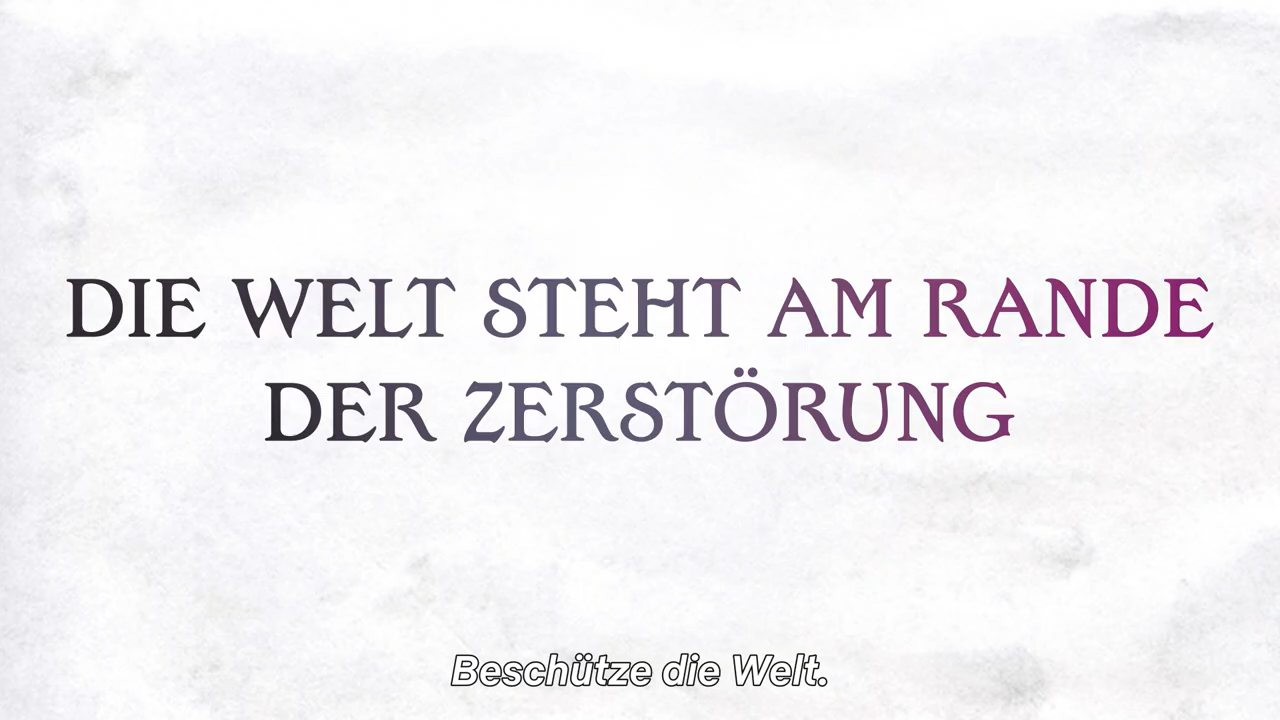 DIE WELT STEHT AM RANDE
DER ZERSTÖRUNG
Beschütze die Welt.